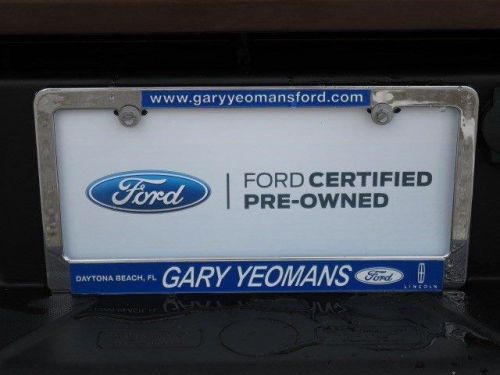 www.garyyeomansford.com
Ford
FORD CERTIFIED
PRE-OWNED
DAYTONA BEACH, FL GARY YEOMANS Ford LINCOLN